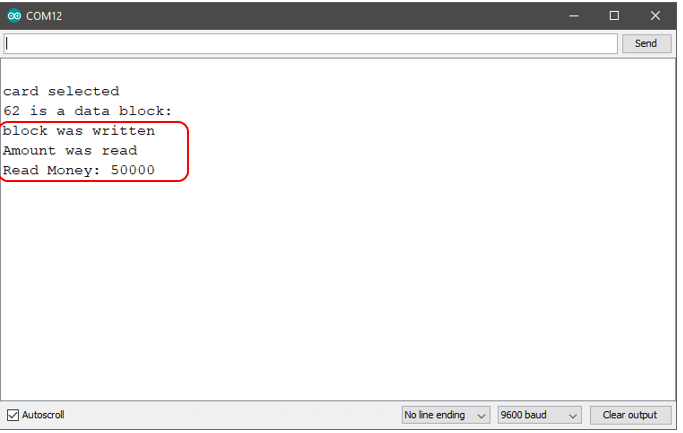 COM12
Send
card selected
62 is a data block:
block was written
Amount was read
Read Money: 50000
Autoscroll
No line ending
9600 baud
Clear output